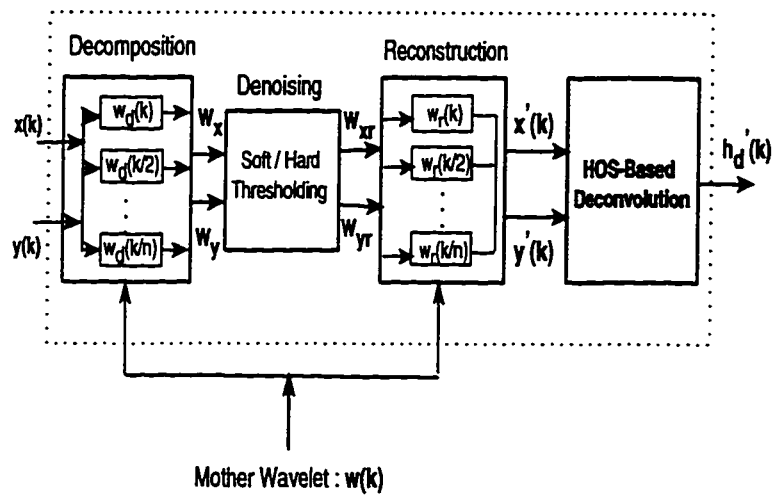 Decomposition
Denoising
Reconstruction
x(k)
y(k)
w_d(k)
w_d(k/2)
w_d(k/n)
W_x
W_y
Soft / Hard
Thresholding
W_xr
W_yr
w_r(k)
w_r(k/2)
w_r(k/n)
x'(k)
y'(k)
HOS-Based
Deconvolution
h_d'(k)
Mother Wavelet : w(k)